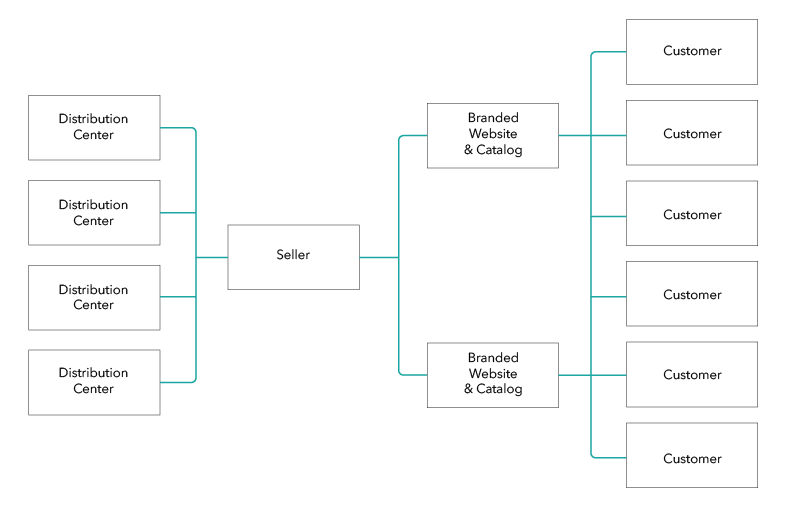 Distribution
Center
Distribution
Center
Distribution
Center
Distribution
Center
Seller
Branded
Website
& Catalog
Branded
Website
& Catalog
Customer
Customer
Customer
Customer
Customer
Customer